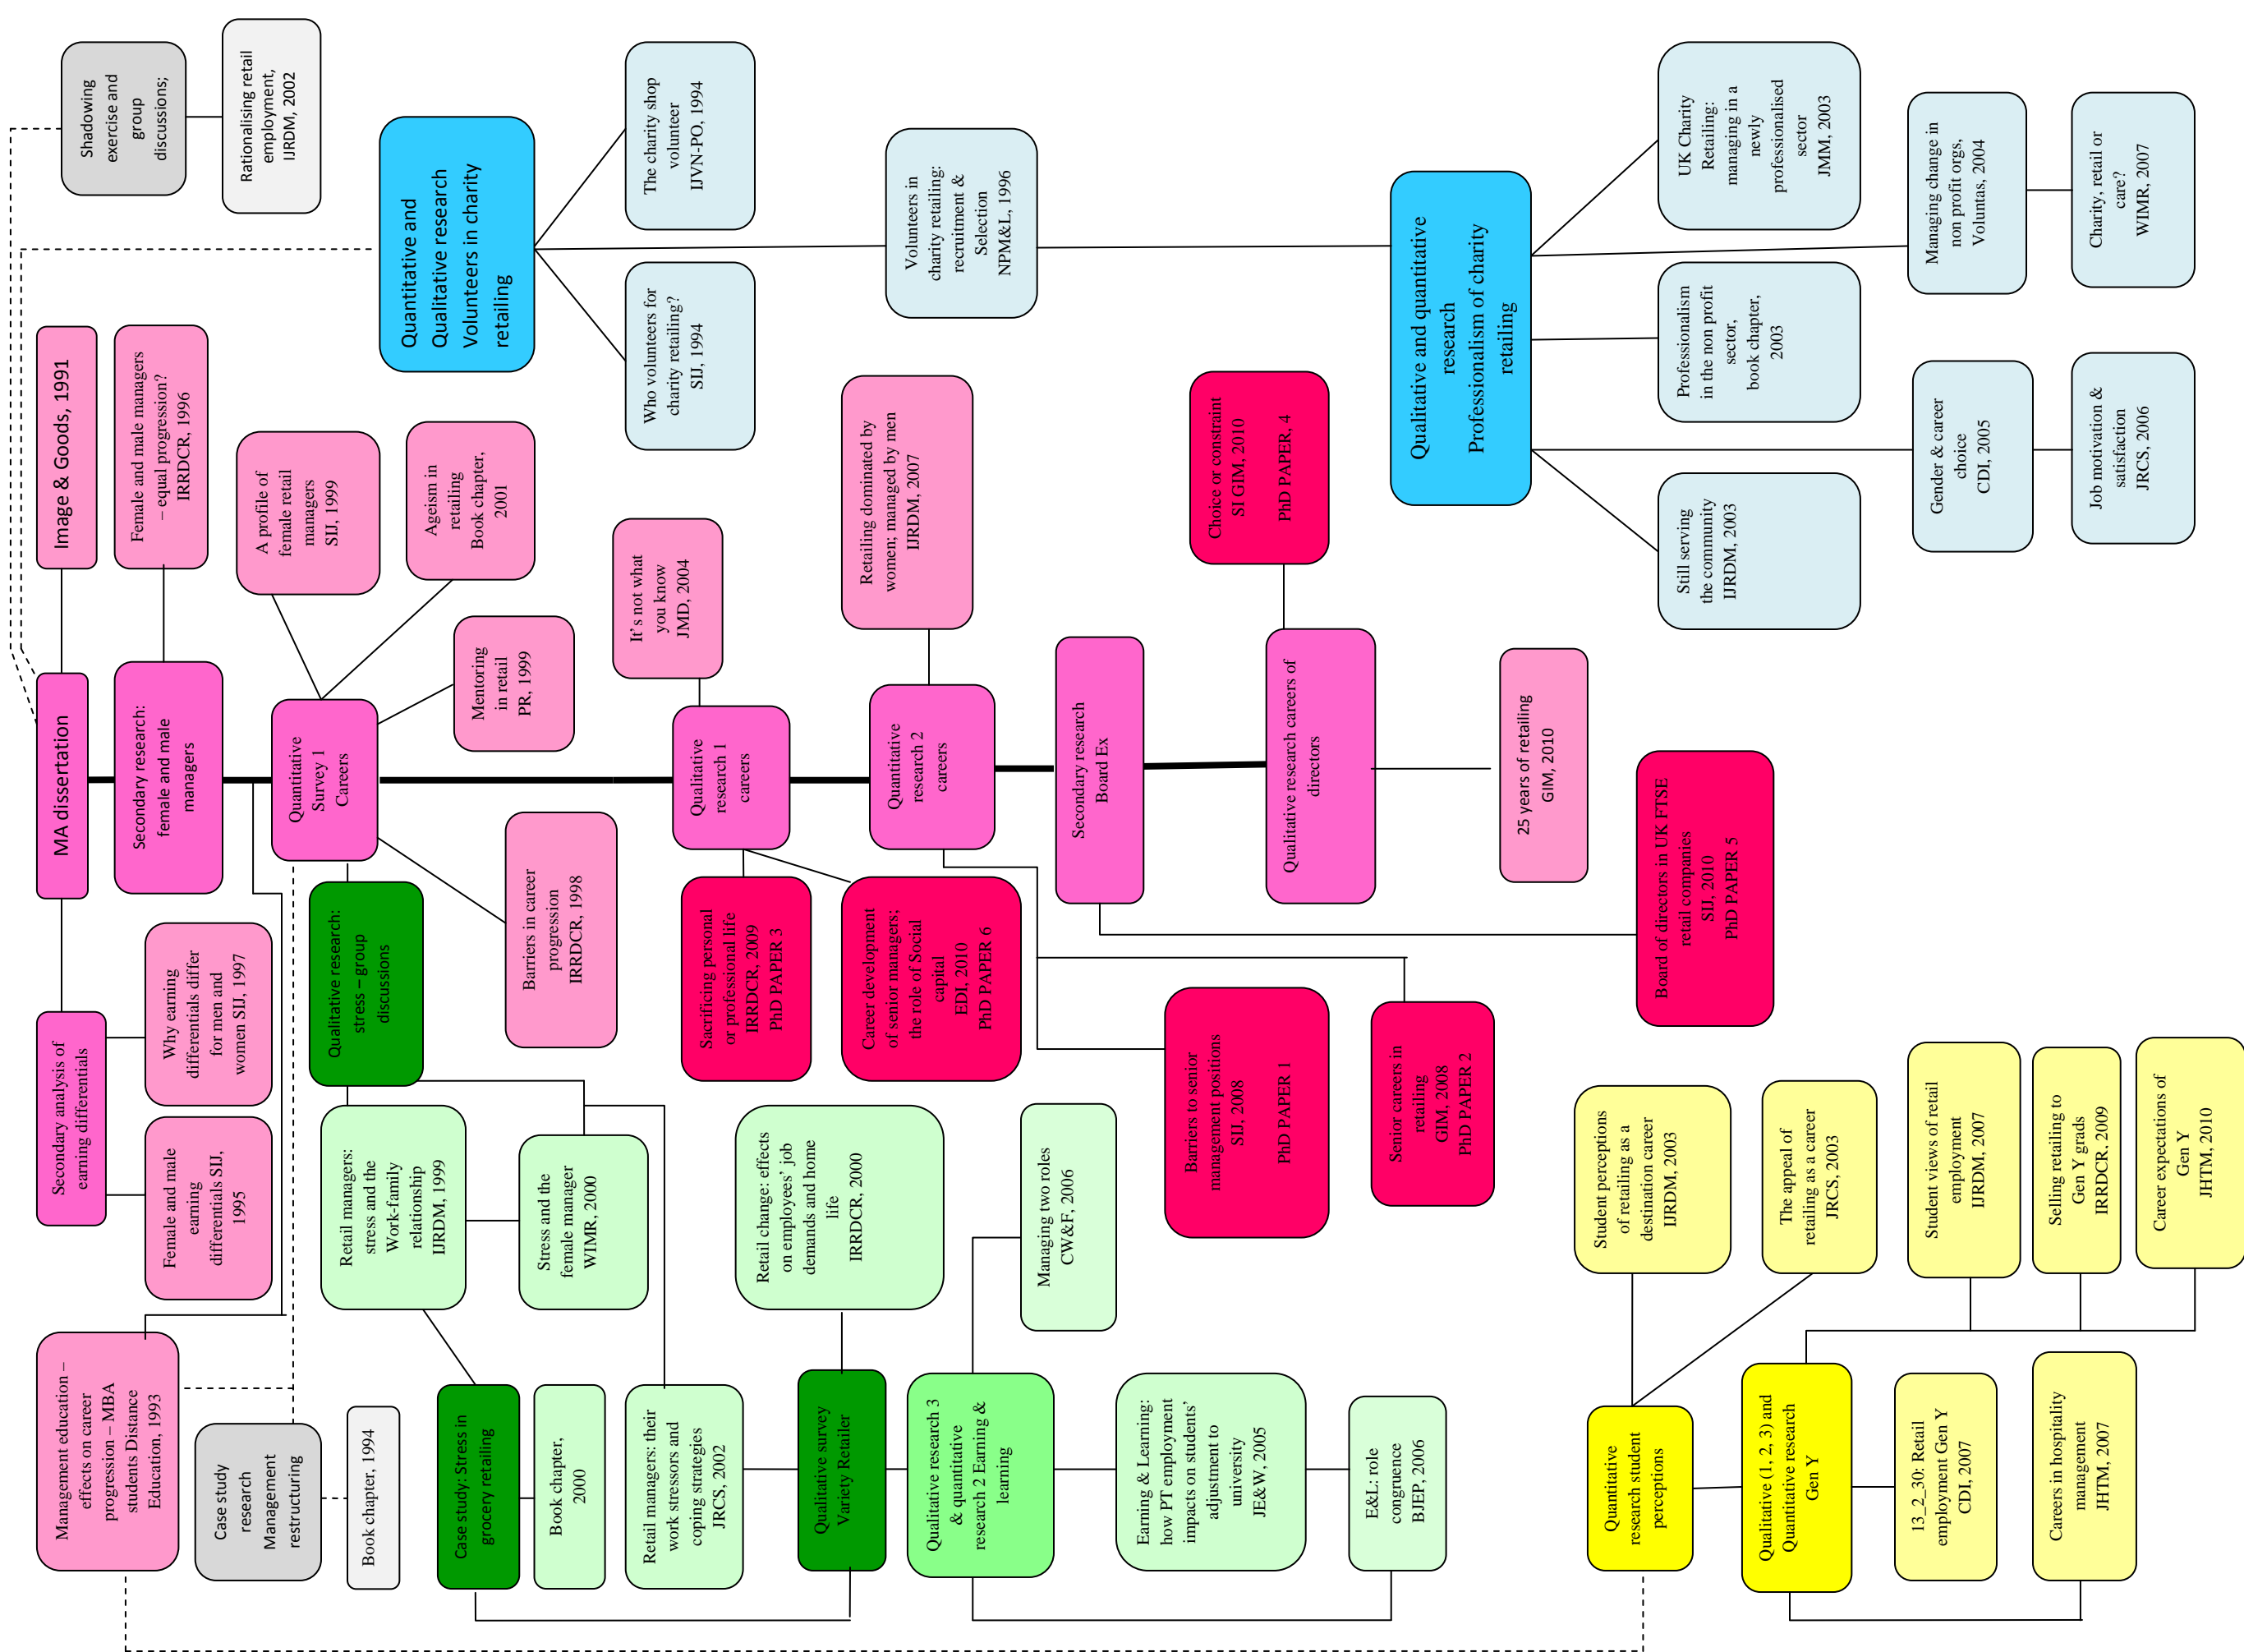 Management education –
effects on career
progression – MBA
students Distance
Education, 1993
Secondary analysis of
earning differentials
MA dissertation
Image & Goods, 1991
Shadowing
exercise and
group
discussions;
Female and male
earning
differentials SIJ,
1995
Why earning
differentials differ
for men and
women SIJ, 1997
Secondary research:
female and male
managers
Female and male managers
– equal progression?
IRRDCR, 1996
Rationalising retail
employment,
IJRDM, 2002
Case study
research
Management
restructuring
Quantitative
Survey 1
Careers
A profile of
female retail
managers
SIJ, 1999
Book chapter, 1994
Retail managers:
stress and the
Work-family
relationship
IJRDM, 1999
Qualitative research:
stress – group
discussions
Ageism in
retailing
Book chapter,
2001
Quantitative and
Qualitative research
Volunteers in charity
retailing
Case study: Stress in
grocery retailing
Mentoring
in retail
PR, 1999
Book chapter,
2000
Stress and the
female manager
WIMR, 2000
Barriers in career
progression
IRRDCR, 1998
Retail managers: their
work stressors and
coping strategies
JRCS, 2002
It's not what
you know
JMD, 2004
Who volunteers for
charity retailing?
SIJ, 1994
The charity shop
volunteer
IJVN-PO, 1994
Sacrificing personal
or professional life
IRRDCR, 2009
PhD PAPER 3
Qualitative
research 1
careers
Qualitative survey
Variety Retailer
Retail change: effects
on employees' job
demands and home
life
IRRDCR, 2000
Career development
of senior managers;
the role of Social
capital
EDI, 2010
PhD PAPER 6
Quantitative
research 2
careers
Retailing dominated by
women; managed by men
IJRDM, 2007
Volunteers in
charity retailing:
recruitment &
Selection
NPM&L, 1996
Qualitative research 3
& quantitative
research 2 Earning &
learning
Managing two roles
CW&F, 2006
Secondary research
Board Ex
Earning & Learning:
how PT employment
impacts on students'
adjustment to
university
JE&W, 2005
Barriers to senior
management positions
SIJ, 2008
PhD PAPER 1
Choice or constraint
SI GIM, 2010
PhD PAPER, 4
Qualitative research careers of
directors
E&L: role
congruence
BJEP, 2006
Senior careers in
retailing
GIM, 2008
PhD PAPER 2
Qualitative and quantitative
research
Professionalism of charity
retailing
25 years of retailing
GIM, 2010
Quantitative
research student
perceptions
Student perceptions
of retailing as a
destination career
IJRDM, 2003
Board of directors in UK FTSE
retail companies
SIJ, 2010
PhD PAPER 5
Still serving
the community
IJRDM, 2003
Professionalism
in the non profit
sector,
book chapter,
2003
UK Charity
Retailing:
managing in a
newly
professionalised
sector
JMM, 2003
Qualitative (1, 2, 3) and
Quantitative research
Gen Y
The appeal of
retailing as a career
JRCS, 2003
13_2_30: Retail
employment Gen Y
CDI, 2007
Student views of retail
employment
IJRDM, 2007
Gender & career
choice
CDI, 2005
Managing change in
non profit orgs,
Voluntas, 2004
Careers in hospitality
management
JHTM, 2007
Selling retailing to
Gen Y grads
IRRDCR, 2009
Job motivation &
satisfaction
JRCS, 2006
Charity, retail or
care?
WIMR, 2007
Career expectations of
Gen Y
JHTM, 2010